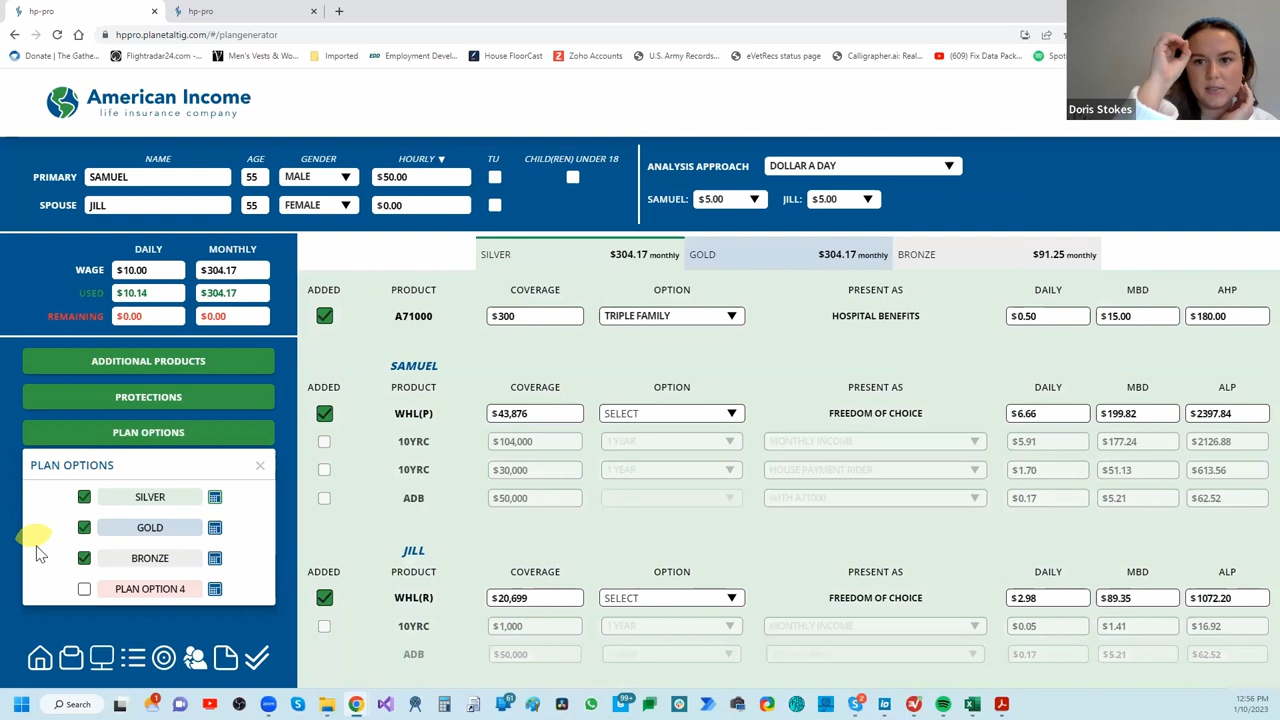 hp-pro
hp-pro
hppro.planetaltig.com/#/plangenerator
Donate | The Gathe...
Flightradar24.com -...
Men's Vests & Wo...
Imported
EDD
Employment Devel...
House FloorCast
Zoho Accounts
U.S. Army Records...
eVetRecs status page
Calligrapher.ai: Real...
(609) Fix Data Pack...
Spot
Doris Stokes
American Income
life insurance company
NAME
AGE
GENDER
HOURLY ▼
TU
CHILD(REN) UNDER 18
PRIMARY
SAMUEL
55
MALE
$50.00
SPOUSE
JILL
55
FEMALE
$0.00
ANALYSIS APPROACH
DOLLAR A DAY
SAMUEL:
$5.00
JILL:
$5.00
DAILY
MONTHLY
WAGE
$10.00
$304.17
USED
$10.14
$304.17
REMAINING
$0.00
$0.00
ADDITIONAL PRODUCTS
PROTECTIONS
PLAN OPTIONS
PLAN OPTIONS
SILVER
GOLD
BRONZE
PLAN OPTION 4
SILVER
$304.17 monthly
GOLD
$304.17 monthly
BRONZE
$91.25 monthly
ADDED
PRODUCT
COVERAGE
OPTION
PRESENT AS
DAILY
MBD
AHP
A71000
$300
TRIPLE FAMILY
HOSPITAL BENEFITS
$0.50
$15.00
$180.00
SAMUEL
ADDED
PRODUCT
COVERAGE
OPTION
PRESENT AS
DAILY
MBD
ALP
WHL(P)
$43,876
SELECT
FREEDOM OF CHOICE
$6.66
$199.82
$2397.84
10YRC
$104,000
1 YEAR
MONTHLY INCOME
$5.91
$177.24
$2126.88
10YRC
$30,000
1 YEAR
HOUSE PAYMENT RIDER
$1.70
$51.13
$613.56
ADB
$50,000
WITH A71000
$0.17
$5.21
$62.52
JILL
ADDED
PRODUCT
COVERAGE
OPTION
PRESENT AS
DAILY
MBD
ALP
WHL(R)
$20,699
SELECT
FREEDOM OF CHOICE
$2.98
$89.35
$1072.20
10YRC
$1,000
1 YEAR
MONTHLY INCOME
$0.05
$1.41
$16.92
ADB
$50,000
$0.17
$5.21
$62.52
Search
1
61
99+
2
12:56 PM
1/10/2023